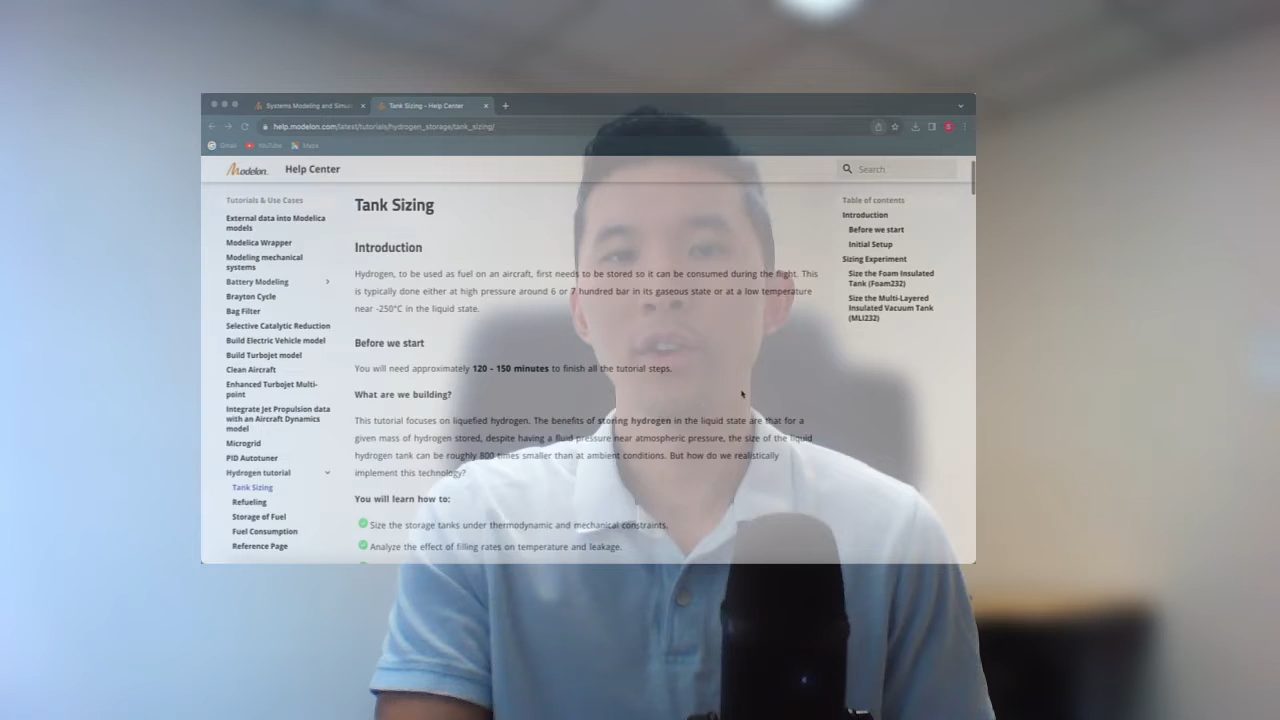 Systems Modeling and Simul
Tank Sizing - Help Center
help.modelon.com/latest/tutorials/hydrogen_storage/tank_sizing/
S
Gmail
YouTube
Maps
Modelon
Help Center
Search
Tutorials & Use Cases
External data into Modelica
models
Modelica Wrapper
Modeling mechanical
systems
Battery Modeling
Brayton Cycle
Bag Filter
Selective Catalytic Reduction
Build Electric Vehicle model
Build Turbojet model
Clean Aircraft
Enhanced Turbojet Multi-
point
Integrate Jet Propulsion data
with an Aircraft Dynamics
model
Microgrid
PID Autotuner
Hydrogen tutorial
Tank Sizing
Refueling
Storage of Fuel
Fuel Consumption
Reference Page
Tank Sizing
Introduction
Hydrogen, to be used as fuel on an aircraft, first needs to be stored so it can be consumed during the flight. This
is typically done either at high pressure around 6 or 7 hundred bar in its gaseous state or at a low temperature
near -250°C in the liquid state.
Before we start
You will need approximately 120 - 150 minutes to finish all the tutorial steps.
What are we building?
This tutorial focuses on liquefied hydrogen. The benefits of storing hydrogen in the liquid state are that for a
given mass of hydrogen stored, despite having a fluid pressure near atmospheric pressure, the size of the liquid
hydrogen tank can be roughly 800 times smaller than at ambient conditions. But how do we realistically
implement this technology?
You will learn how to:
Size the storage tanks under thermodynamic and mechanical constraints.
Analyze the effect of filling rates on temperature and leakage.
Table of contents
Introduction
Before we start
Initial Setup
Sizing Experiment
Size the Foam Insulated
Tank (Foam232)
Size the Multi-Layered
Insulated Vacuum Tank
(MLI232)